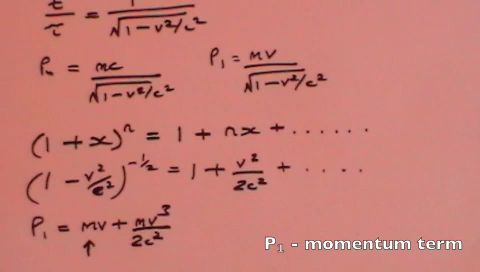 t/τ = 1/√1-v²/c²
P₀ = mc/√1-v²/c² P₁ = mv/√1-v²/c²
(1+x)ⁿ = 1 + nx + ......
(1 - v²/c²)^-1/2 = 1 + v²/2c² + ....
P₁ = mv + mv³/2c²
↑
P₁ - momentum term